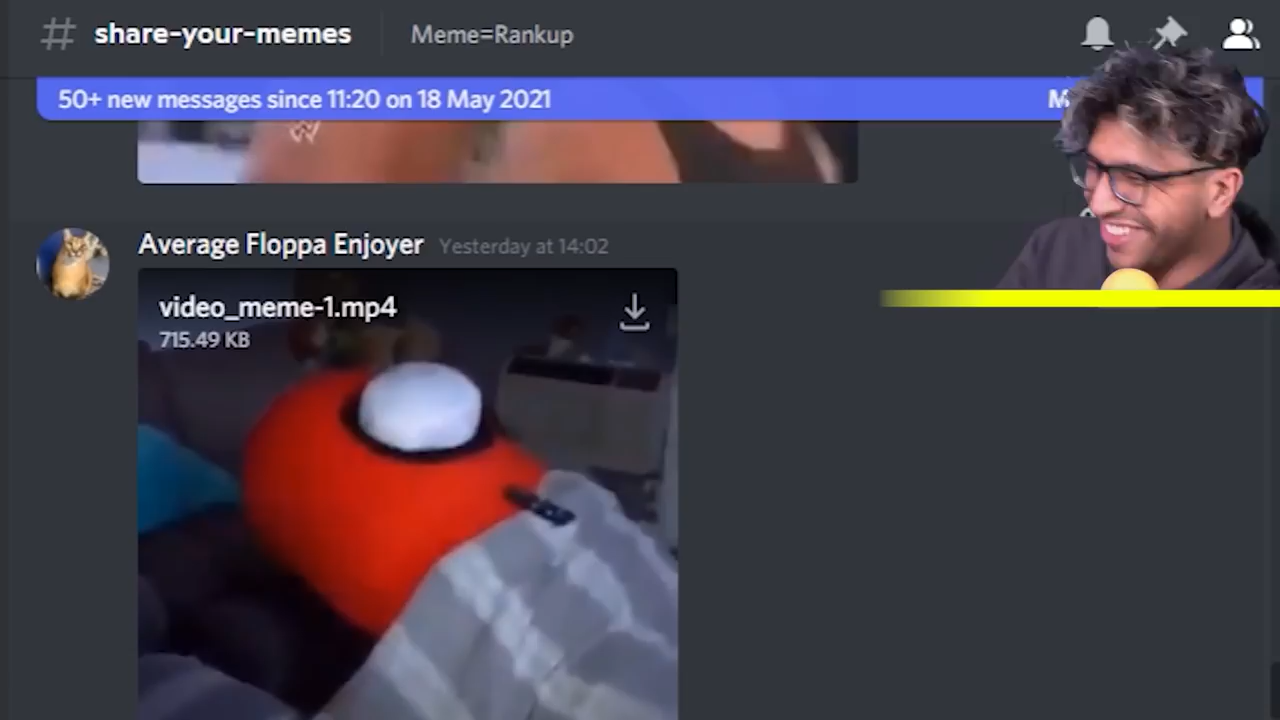 share-your-memes
Meme=Rankup
50+ new messages since 11:20 on 18 May 2021
Average Floppa Enjoyer Yesterday at 14:02
video_meme-1.mp4
715.49 KB